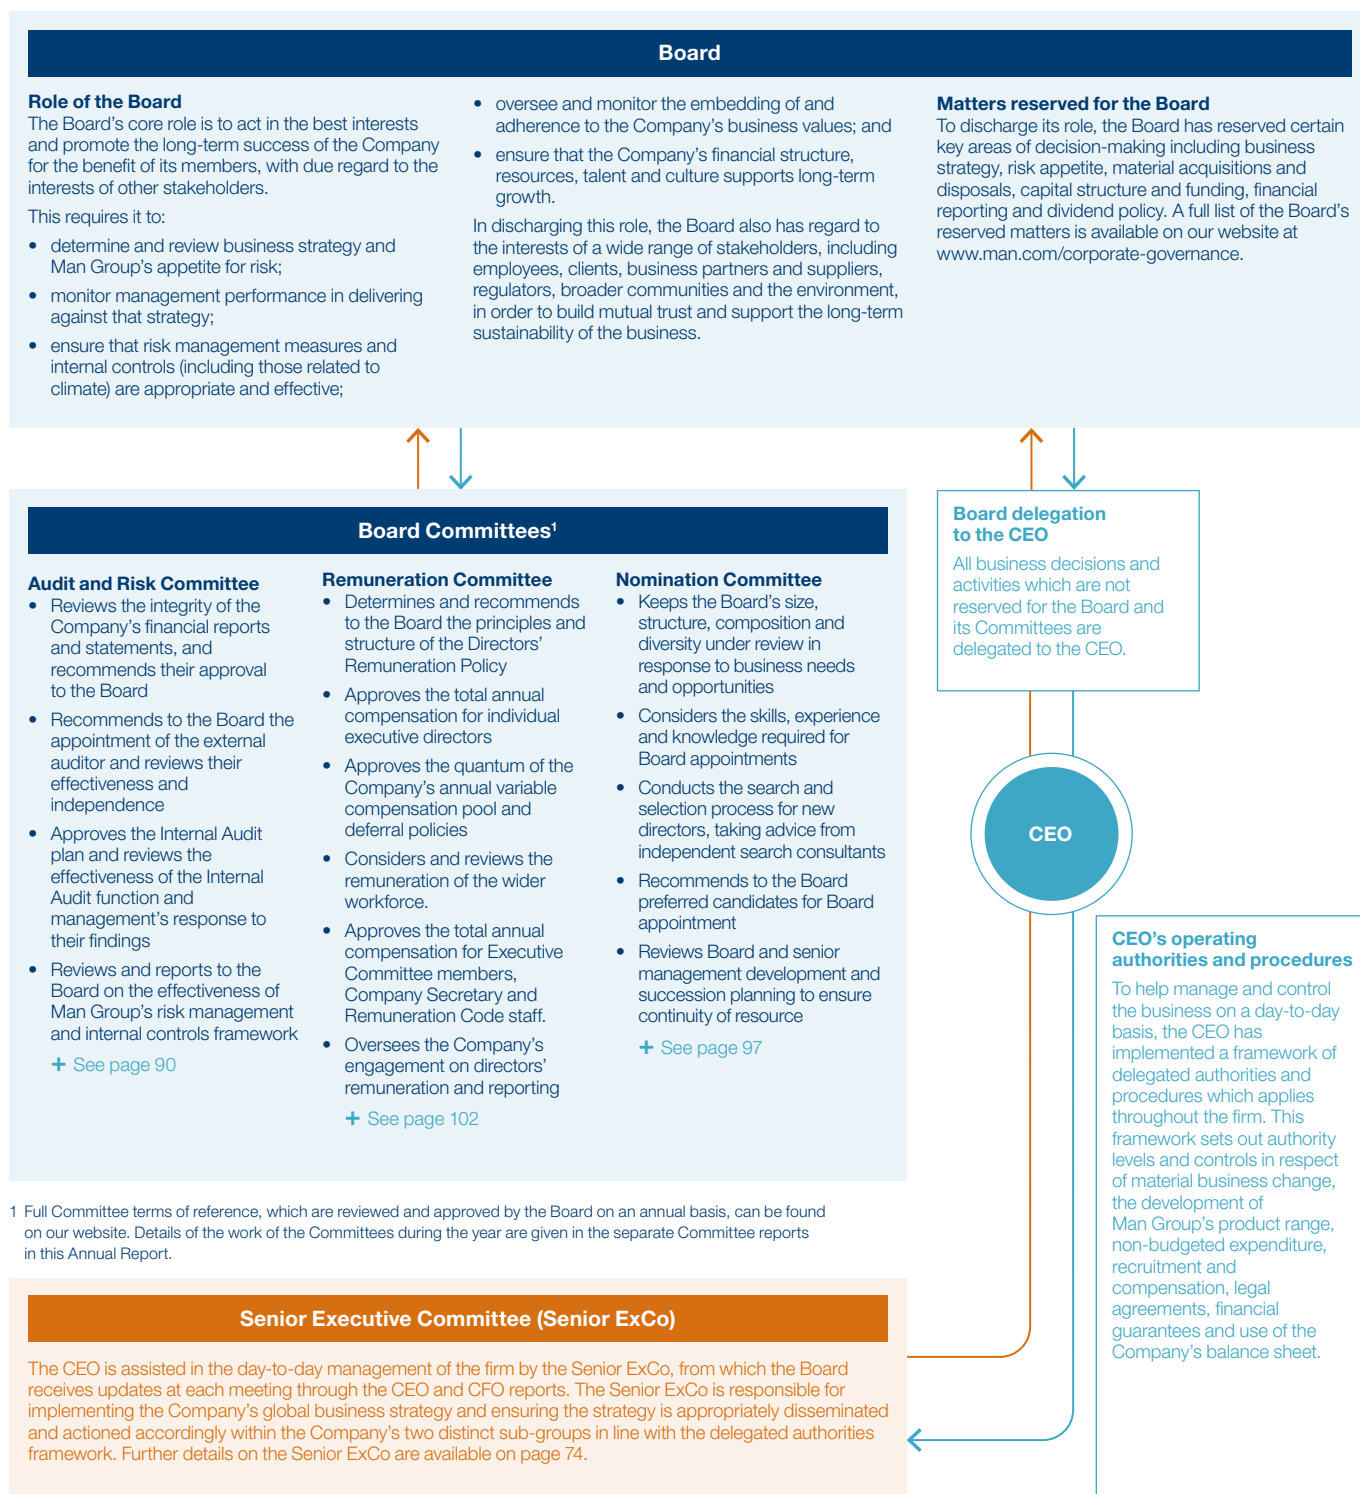 Board
Role of the Board
The Board's core role is to act in the best interests
and promote the long-term success of the Company
for the benefit of its members, with due regard to the
interests of other stakeholders.
This requires it to:
• determine and review business strategy and
Man Group's appetite for risk;
• monitor management performance in delivering
against that strategy;
• ensure that risk management measures and
internal controls (including those related to
climate) are appropriate and effective;
• oversee and monitor the embedding of and
adherence to the Company's business values; and
• ensure that the Company's financial structure,
resources, talent and culture supports long-term
growth.
In discharging this role, the Board also has regard to
the interests of a wide range of stakeholders, including
employees, clients, business partners and suppliers,
regulators, broader communities and the environment,
in order to build mutual trust and support the long-term
sustainability of the business.
Matters reserved for the Board
To discharge its role, the Board has reserved certain
key areas of decision-making including business
strategy, risk appetite, material acquisitions and
disposals, capital structure and funding, financial
reporting and dividend policy. A full list of the Board's
reserved matters is available on our website at
www.man.com/corporate-governance.
Board Committees¹
Audit and Risk Committee
• Reviews the integrity of the
Company's financial reports
and statements, and
recommends their approval
to the Board
• Recommends to the Board the
appointment of the external
auditor and reviews their
effectiveness and
independence
• Approves the Internal Audit
plan and reviews the
effectiveness of the Internal
Audit function and
management's response to
their findings
• Reviews and reports to the
Board on the effectiveness of
Man Group's risk management
and internal controls framework
+ See page 90
Remuneration Committee
• Determines and recommends
to the Board the principles and
structure of the Directors'
Remuneration Policy
• Approves the total annual
compensation for individual
executive directors
• Approves the quantum of the
Company's annual variable
compensation pool and
deferral policies
• Considers and reviews the
remuneration of the wider
workforce.
• Approves the total annual
compensation for Executive
Committee members,
Company Secretary and
Remuneration Code staff.
• Oversees the Company's
engagement on directors'
remuneration and reporting
+ See page 102
Nomination Committee
• Keeps the Board's size,
structure, composition and
diversity under review in
response to business needs
and opportunities
• Considers the skills, experience
and knowledge required for
Board appointments
• Conducts the search and
selection process for new
directors, taking advice from
independent search consultants
• Recommends to the Board
preferred candidates for Board
appointment
• Reviews Board and senior
management development and
succession planning to ensure
continuity of resource
+ See page 97
Board delegation
to the CEO
All business decisions and
activities which are not
reserved for the Board and
its Committees are
delegated to the CEO.
CEO
CEO's operating
authorities and procedures
To help manage and control
the business on a day-to-day
basis, the CEO has
implemented a framework of
delegated authorities and
procedures which applies
throughout the firm. This
framework sets out authority
levels and controls in respect
of material business change,
the development of
Man Group's product range,
non-budgeted expenditure,
recruitment and
compensation, legal
agreements, financial
guarantees and use of the
Company's balance sheet.
1 Full Committee terms of reference, which are reviewed and approved by the Board on an annual basis, can be found
on our website. Details of the work of the Committees during the year are given in the separate Committee reports
in this Annual Report.
Senior Executive Committee (Senior ExCo)
The CEO is assisted in the day-to-day management of the firm by the Senior ExCo, from which the Board
receives updates at each meeting through the CEO and CFO reports. The Senior ExCo is responsible for
implementing the Company's global business strategy and ensuring the strategy is appropriately disseminated
and actioned accordingly within the Company's two distinct sub-groups in line with the delegated authorities
framework. Further details on the Senior ExCo are available on page 74.